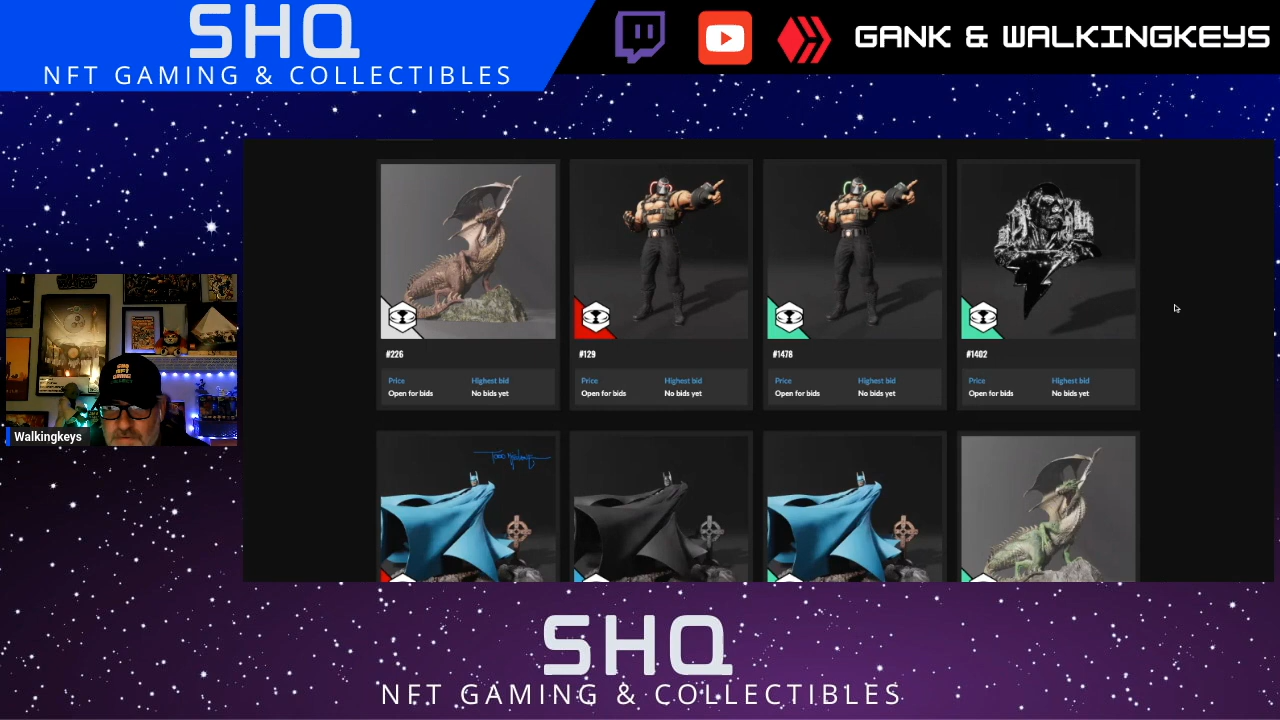 SHQ
NFT GAMING & COLLECTIBLES
GANK & WALKINGKEYS
#226
#129
#1478
#1402
Price Highest bid
Open for bids No bids yet
Price Highest bid
Open for bids No bids yet
Price Highest bid
Open for bids No bids yet
Price Highest bid
Open for bids No bids yet
Walkingkeys
SHQ
NFT GAMING & COLLECTIBLES